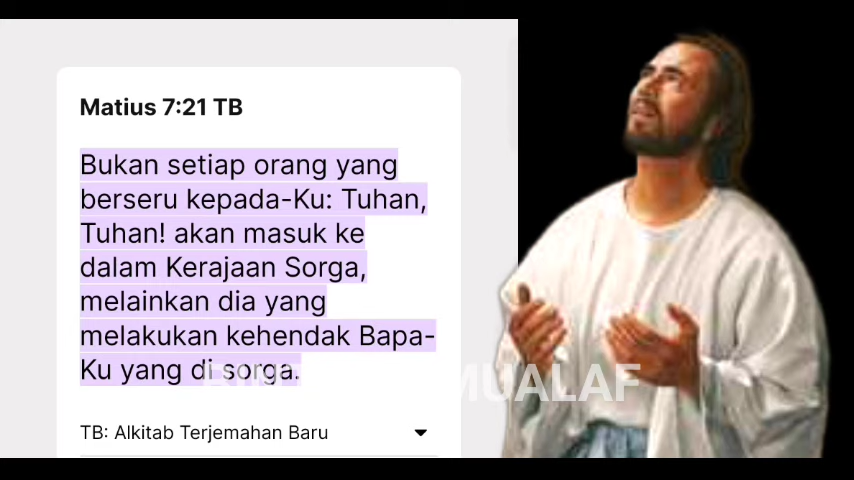 Matius 7:21 TB
Bukan setiap orang yang
berseru kepada-Ku: Tuhan,
Tuhan! akan masuk ke
dalam Kerajaan Sorga,
melainkan dia yang
melakukan kehendak Bapa-
Ku yang di sorga.
MUALAF
TB: Alkitab Terjemahan Baru